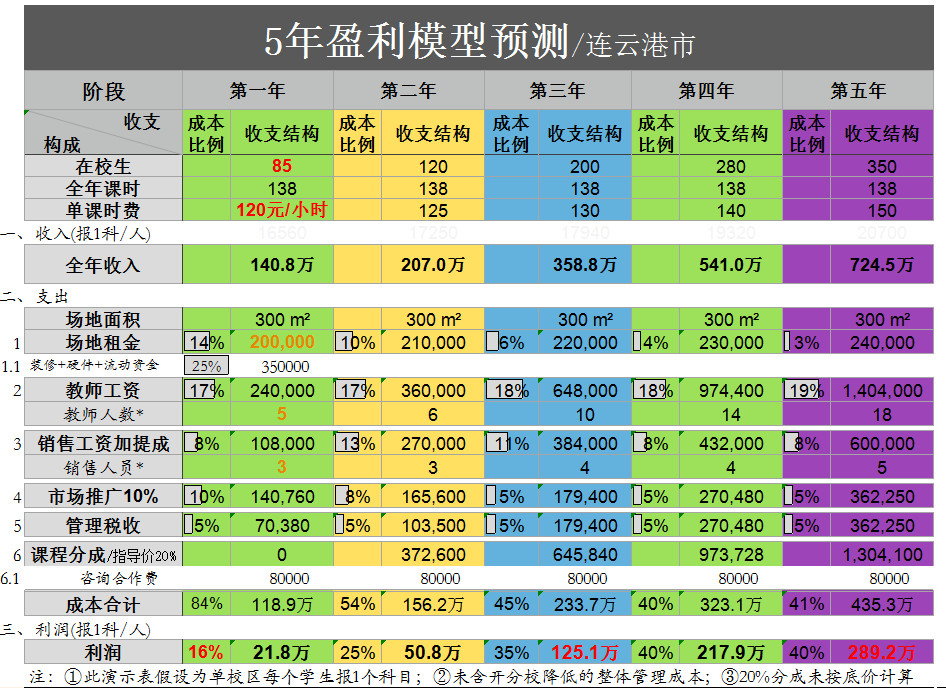 5年盈利模型预测/连云港市
阶段 第一年 第二年 第三年 第四年 第五年
收支 构成 成本比例 收支结构 成本比例 收支结构 成本比例 收支结构 成本比例 收支结构 成本比例 收支结构
在校生 85 120 200 280 350
全年课时 138 138 138 138 138
单课时费 120元/小时 125 130 140 150
一、收入(报1科/人) 16560 17250 17940 19320 20700
全年收入 140.8万 207.0万 358.8万 541.0万 724.5万
二、支出
场地面积 300 m² 300 m² 300 m² 300 m² 300 m²
1 场地租金 14% 200,000 10% 210,000 6% 220,000 4% 230,000 3% 240,000
1.1 装修+硬件+流动资金 25% 350000
2 教师工资 17% 240,000 17% 360,000 18% 648,000 18% 974,400 19% 1,404,000
教师人数* 5 6 10 14 18
3 销售工资加提成 8% 108,000 13% 270,000 11% 384,000 8% 432,000 8% 600,000
销售人员* 3 3 4 4 5
4 市场推广10% 10% 140,760 8% 165,600 5% 179,400 5% 270,480 5% 362,250
5 管理税收 5% 70,380 5% 103,500 5% 179,400 5% 270,480 5% 362,250
6 课程分成/指导价20% 0 372,600 645,840 973,728 1,304,100
6.1 咨询合作费 80000 80000 80000 80000 80000
成本合计 84% 118.9万 54% 156.2万 45% 233.7万 40% 323.1万 41% 435.3万
三、利润(报1科/人)
利润 16% 21.8万 25% 50.8万 35% 125.1万 40% 217.9万 40% 289.2万
注：①此演示表假设为单校区每个学生报1个科目；②未含开分校降低的整体管理成本；③20%分成未按底价计算